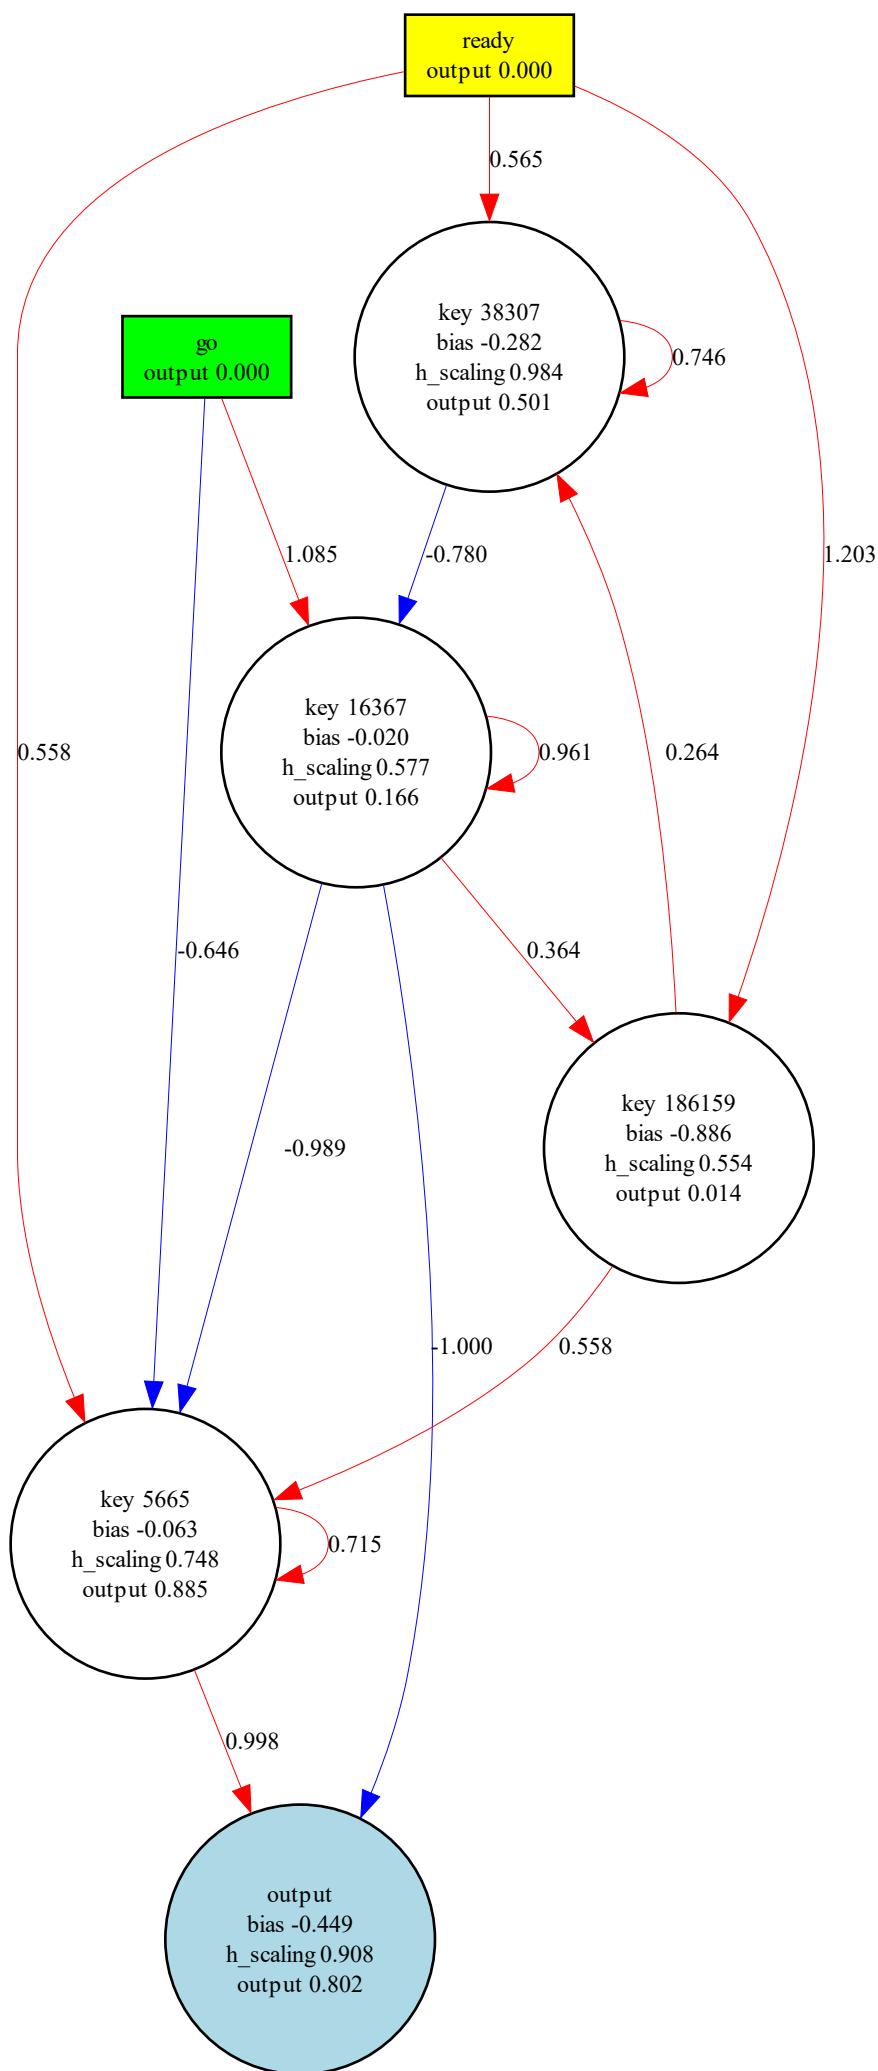 ready
output 0.000
0.565
go
output 0.000
key 38307
bias -0.282
h_scaling 0.984
output 0.501
0.746
1.085
-0.780
1.203
key 16367
bias -0.020
h_scaling 0.577
output 0.166
0.558
0.961
0.264
-0.646
0.364
key 186159
bias -0.886
h_scaling 0.554
output 0.014
-0.989
-1.000
0.558
key 5665
bias -0.063
h_scaling 0.748
output 0.885
0.715
0.998
output
bias -0.449
h_scaling 0.908
output 0.802